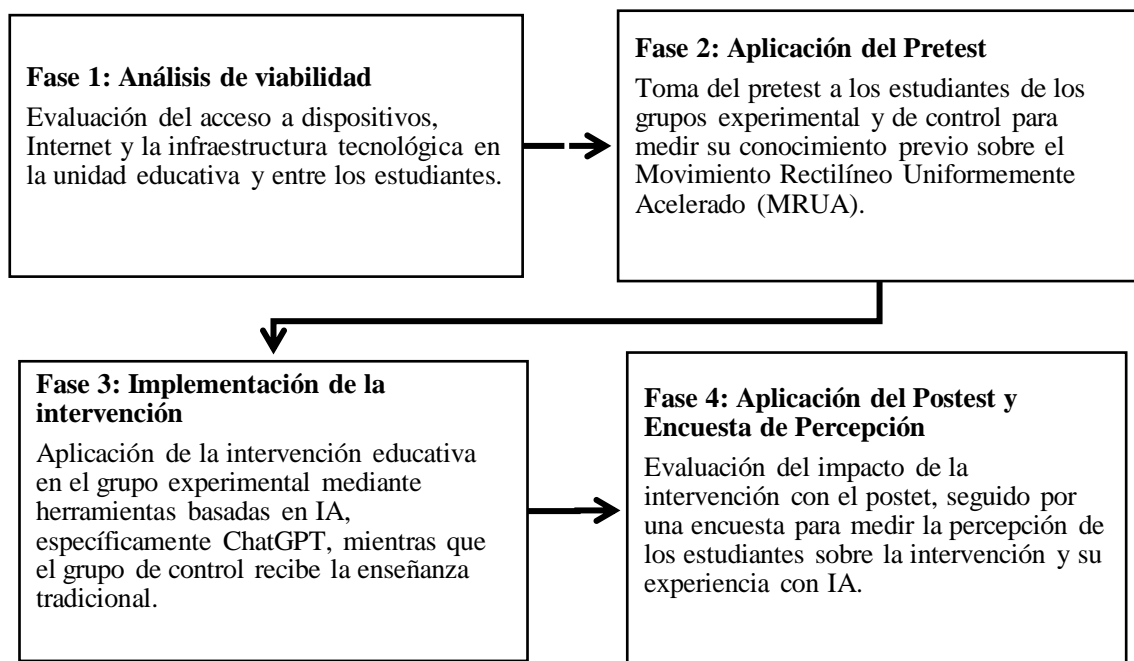 Fase 1: Análisis de viabilidad
Evaluación del acceso a dispositivos,
Internet y la infraestructura tecnológica en
la unidad educativa y entre los estudiantes.
Fase 2: Aplicación del Pretest
Toma del pretest a los estudiantes de los
grupos experimental y de control para
medir su conocimiento previo sobre el
Movimiento Rectilíneo Uniformemente
Acelerado (MRUA).
Fase 3: Implementación de la
intervención
Aplicación de la intervención educativa
en el grupo experimental mediante
herramientas basadas en IA,
específicamente ChatGPT, mientras que
el grupo de control recibe la enseñanza
tradicional.
Fase 4: Aplicación del Postest y
Encuesta de Percepción
Evaluación del impacto de la
intervención con el postet, seguido por
una encuesta para medir la percepción de
los estudiantes sobre la intervención y su
experiencia con IA.